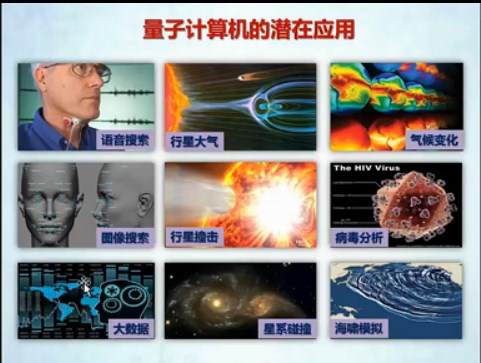 量子计算机的潜在应用
语音搜索
行星大气
气候变化
图像搜索
行星撞击
The HIV Virus
病毒分析
大数据
星系碰撞
海啸模拟